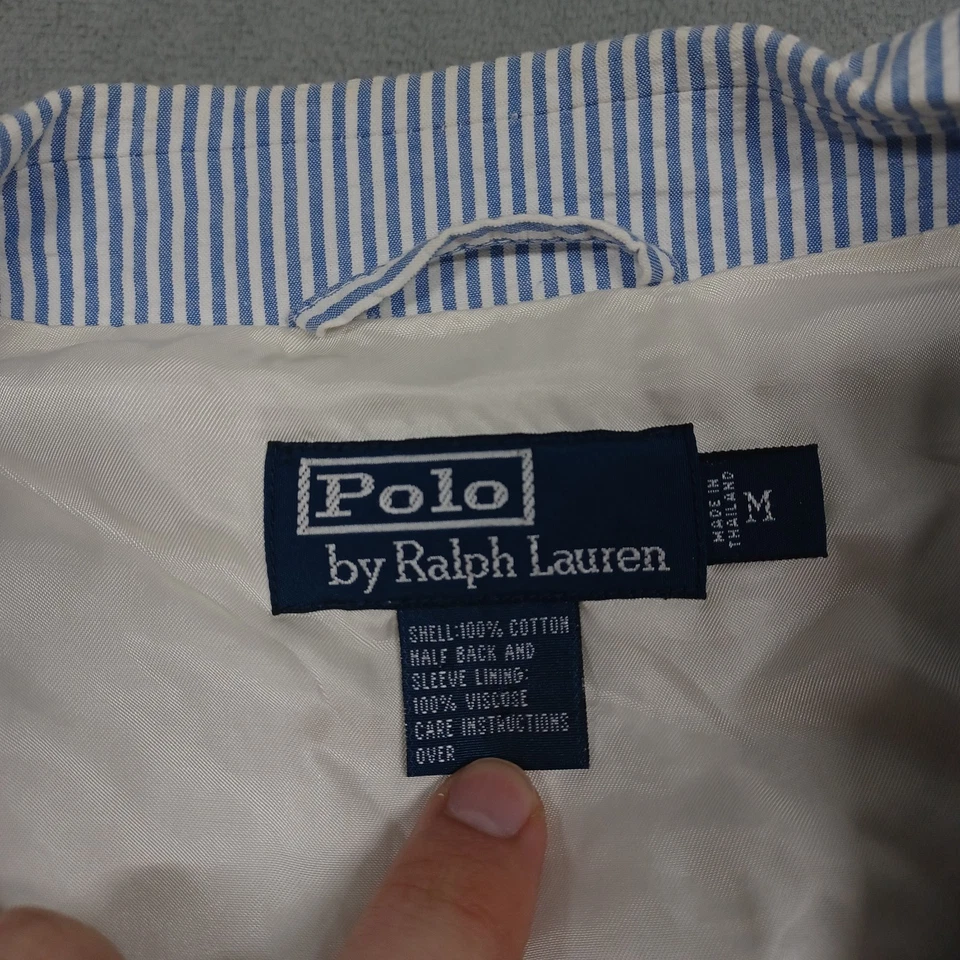 Polo
by Ralph Lauren
MADE IN
THAILAND
M
SHELL:100% COTTON
HALF BACK AND
SLEEVE LINING:
100% VISCOSE
CARE INSTRUCTIONS
OVER